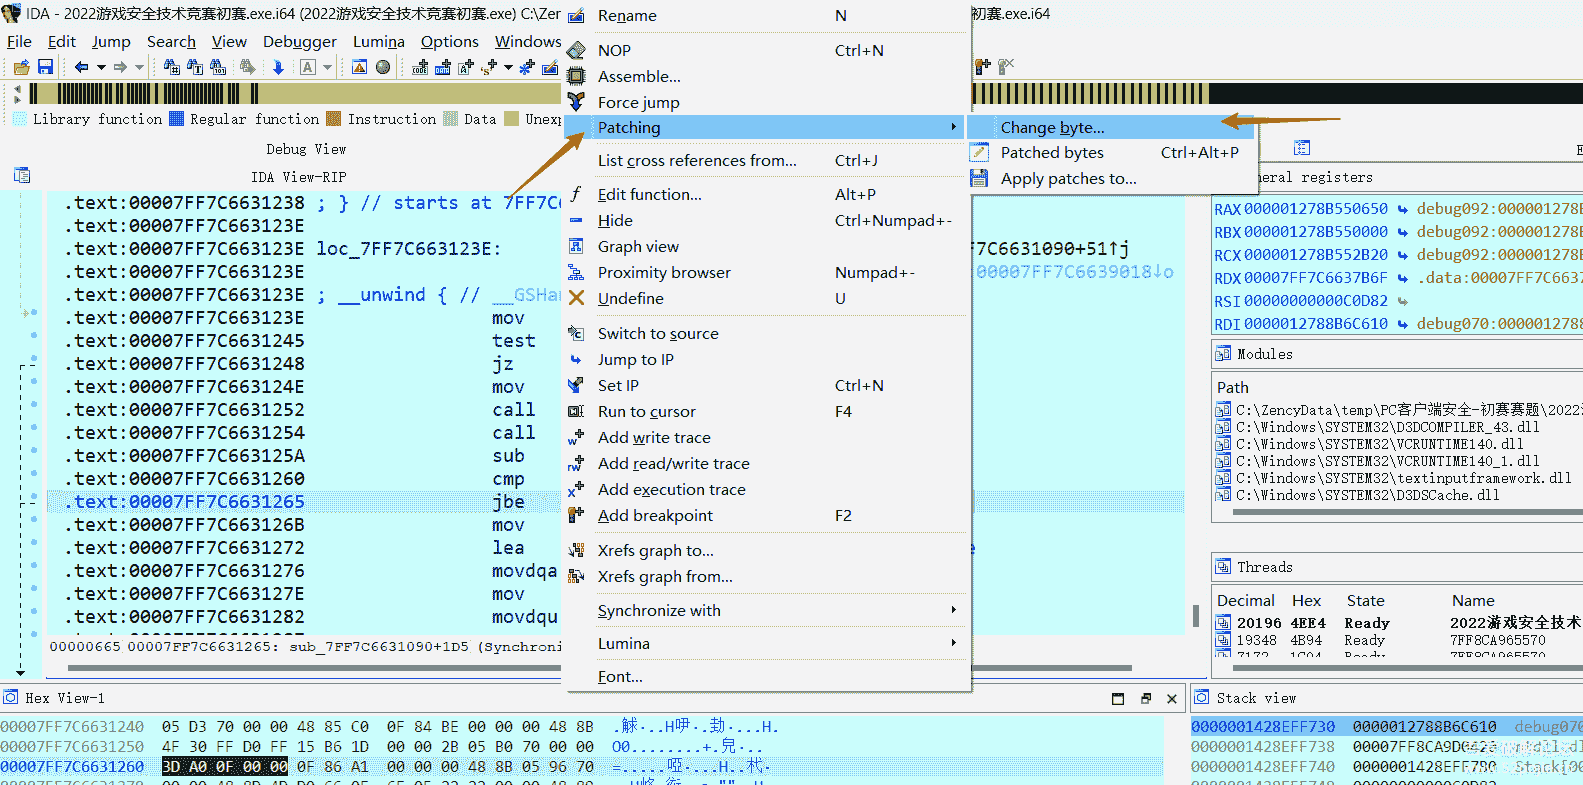 IDA - 2022游戏安全技术竞赛初赛.exe.i64 (2022游戏安全技术竞赛初赛.exe) C:\Zen
初赛.exe.i64
File Edit Jump Search View Debugger Lumina Options Windows
Library function Regular function Instruction Data Unexp
Debug View
IDA View-RIP
.text:00007FF7C6631238 ; } // starts at 7FF7C6
.text:00007FF7C663123E
.text:00007FF7C663123E loc_7FF7C663123E: F7C6631090+51↑j
.text:00007FF7C663123E :00007FF7C6639018↓o
.text:00007FF7C663123E ; __unwind { // __GSHan
.text:00007FF7C663123E mov
.text:00007FF7C6631245 test
.text:00007FF7C6631248 jz
.text:00007FF7C663124E mov
.text:00007FF7C6631252 call
.text:00007FF7C6631254 call
.text:00007FF7C663125A sub
.text:00007FF7C6631260 cmp
.text:00007FF7C6631265 jbe
.text:00007FF7C663126B mov
.text:00007FF7C6631272 lea
.text:00007FF7C6631276 movdqa
.text:00007FF7C663127E mov
.text:00007FF7C6631282 movdqu
00000665 00007FF7C6631265: sub_7FF7C6631090+1D5 (Synchroni
Rename N
NOP Ctrl+N
Assemble...
Force jump
Patching
List cross references from... Ctrl+J
Edit function... Alt+P
Hide Ctrl+Numpad+-
Graph view
Proximity browser Numpad+-
Undefine U
Switch to source
Jump to IP
Set IP Ctrl+N
Run to cursor F4
Add write trace
Add read/write trace
Add execution trace
Add breakpoint F2
Xrefs graph to...
Xrefs graph from...
Synchronize with
Lumina
Font...
Change byte...
Patched bytes Ctrl+Alt+P
Apply patches to...
eral registers
RAX 000001278B550650 debug092:000001278B
RBX 000001278B550000 debug092:000001278B
RCX 000001278B552B20 debug092:000001278B
RDX 00007FF7C6637B6F .data:00007FF7C6637
RSI 00000000000C0D82
RDI 0000012788B6C610 debug070:0000012788
Modules
Path
C:\ZencyData\temp\PC客户端安全-初赛赛题\2022
C:\Windows\SYSTEM32\D3DCOMPILER_43.dll
C:\Windows\SYSTEM32\VCRUNTIME140.dll
C:\Windows\SYSTEM32\VCRUNTIME140_1.dll
C:\Windows\SYSTEM32\textinputframework.dll
C:\Windows\SYSTEM32\D3DSCache.dll
Threads
Decimal Hex State Name
20196 4EE4 Ready 2022游戏安全技术
19348 4B94 Ready 7FF8CA965570
7172 1C04 Ready 7FF8CA965570
Hex View-1
00007FF7C6631240 05 D3 70 00 00 48 85 C0 0F 84 BE 00 00 00 48 8B
00007FF7C6631250 4F 30 FF D0 FF 15 B6 1D 00 00 2B 05 B0 70 00 00
00007FF7C6631260 3D A0 0F 00 00 0F 86 A1 00 00 00 48 8B 05 96 70
Stack view
0000001428EFF730 0000012788B6C610 debug070
0000001428EFF738
0000001428EFF740 0000001428EFF7B0 Stack[00